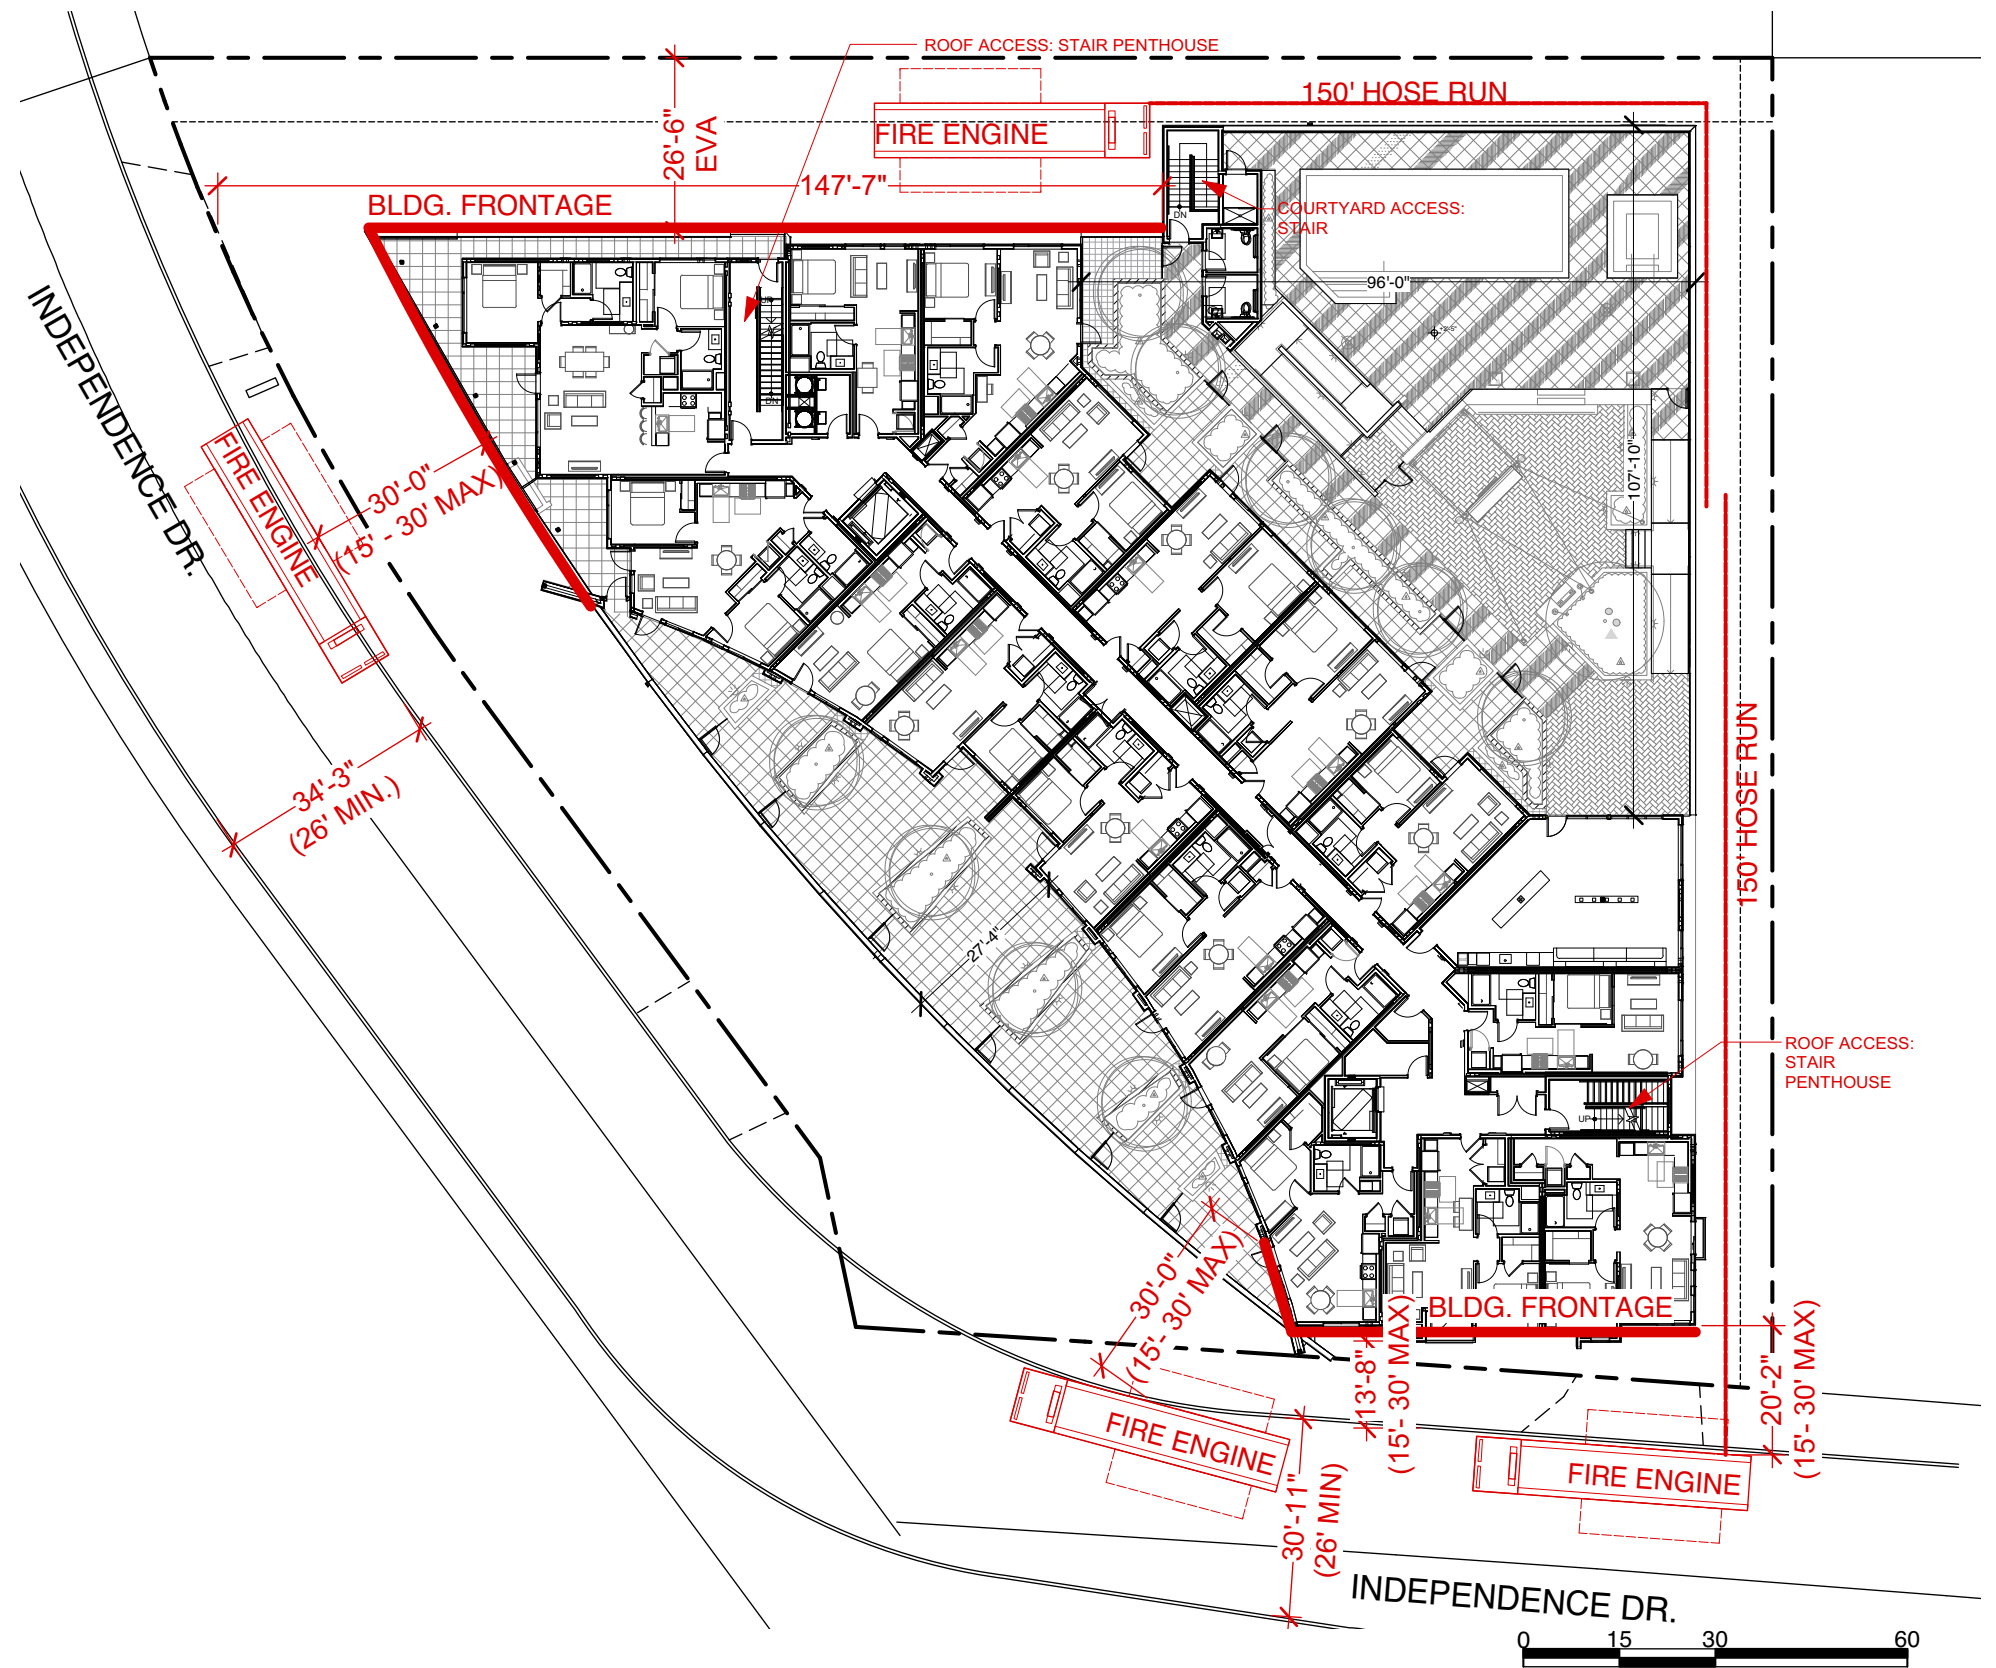 ROOF ACCESS: STAIR PENTHOUSE
150' HOSE RUN
FIRE ENGINE
26'-6"
EVA
147'-7"
BLDG. FRONTAGE
COURTYARD ACCESS:
STAIR
DN
96'-0"
UP
DN
INDEPENDENCE DR.
FIRE ENGINE
30'-0"
(15' - 30' MAX)
107'-10"
34'-3"
(26' MIN.)
150' HOSE RUN
27'-4"
ROOF ACCESS:
STAIR
PENTHOUSE
UP
30'-0"
(15'- 30' MAX)
BLDG. FRONTAGE
13'-8"
(15'- 30' MAX)
20'-2"
(15'- 30' MAX)
FIRE ENGINE
FIRE ENGINE
30'-11"
(26' MIN)
INDEPENDENCE DR.
0 15 30 60